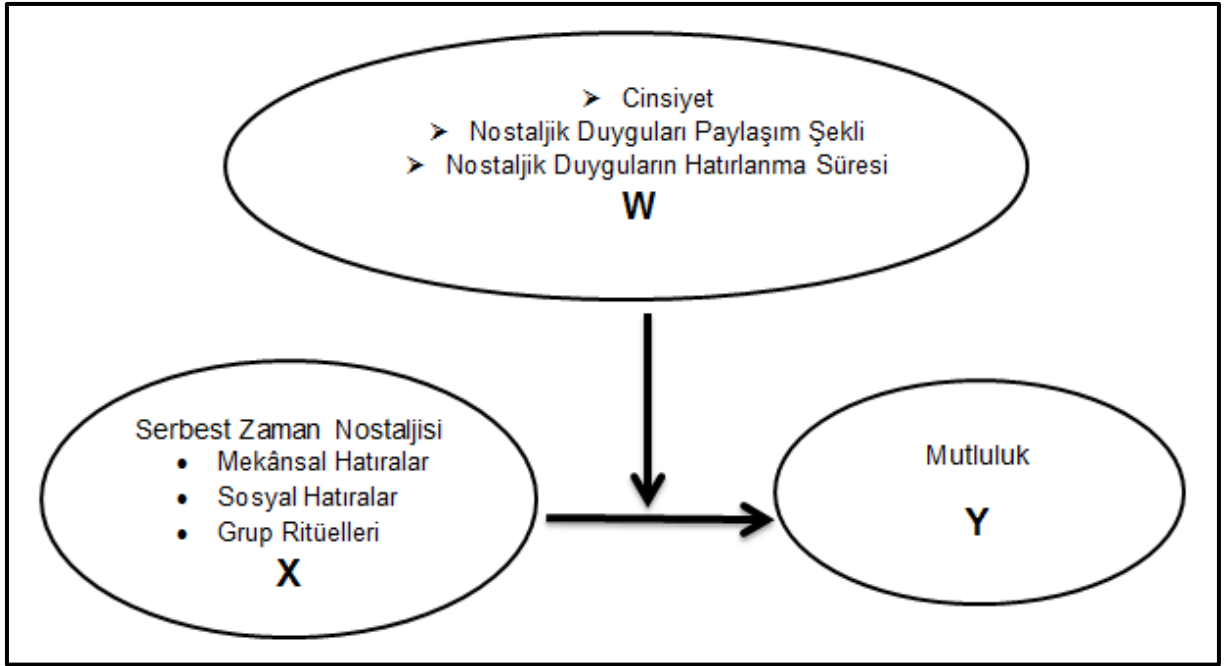 ➤ Cinsiyet
➤ Nostaljik Duyguları Paylaşım Şekli
➤ Nostaljik Duyguların Hatırlanma Süresi
W
Serbest Zaman Nostaljisi
• Mekânsal Hatıralar
• Sosyal Hatıralar
• Grup Ritüelleri
X
Mutluluk
Y